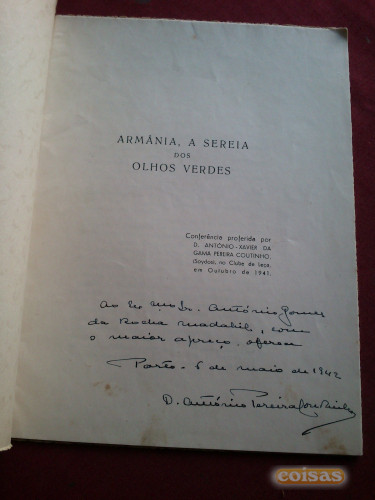 ARMÂNIA, A SEREIA
DOS
OLHOS VERDES
Conferência proferida por
D. ANTÓNIO-XAVIER DA
GAMA PEREIRA COUTINHO,
(Soydos), no Clube de Leça,
em Outubro de 1941.
Ao Ex.mo Sr. António Gomes
da Rocha Madahil, com
o maior apreço oferece
Porto - 5 de maio de 1942
D. António Pereira Coutinho
coisas